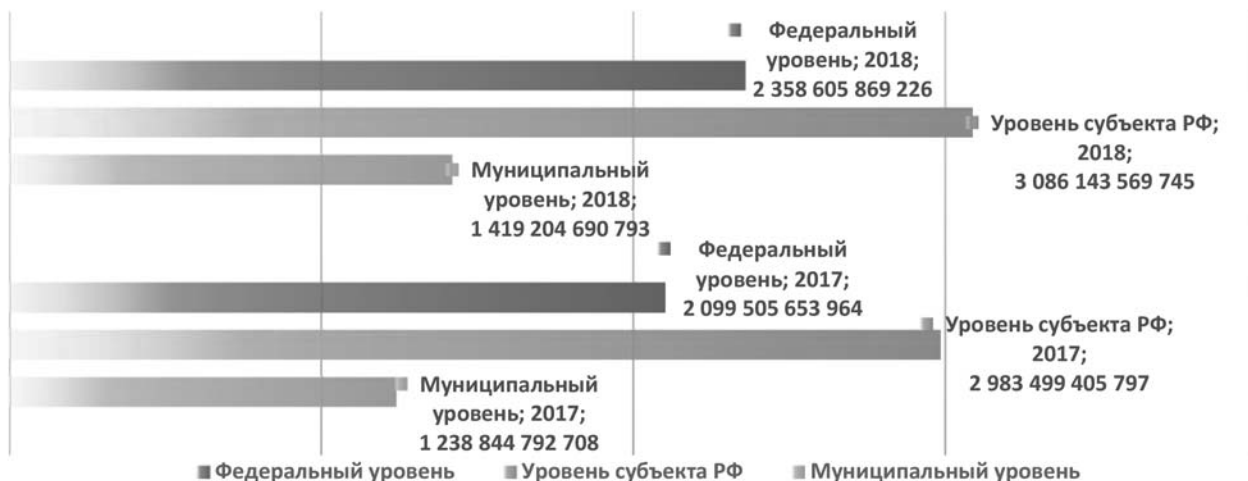 Федеральный
уровень; 2018;
2 358 605 869 226
Уровень субъекта РФ;
2018;
3 086 143 569 745
Муниципальный
уровень; 2018;
1 419 204 690 793
Федеральный
уровень; 2017;
2 099 505 653 964
Уровень субъекта РФ;
2017;
2 983 499 405 797
Муниципальный
уровень; 2017;
1 238 844 792 708
Федеральный уровень
Уровень субъекта РФ
Муниципальный уровень